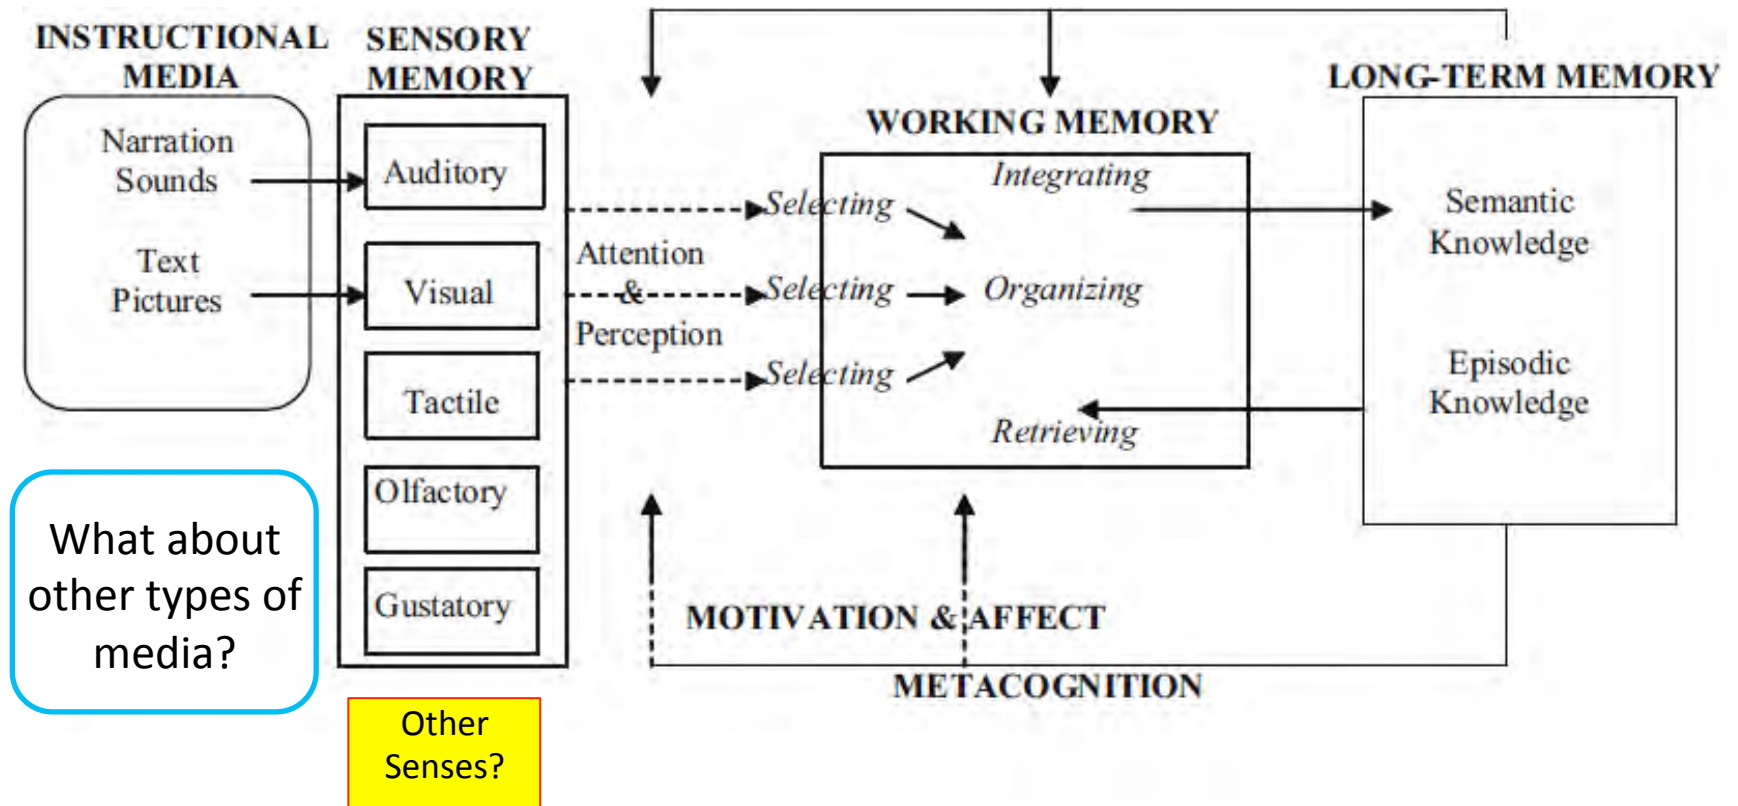 INSTRUCTIONAL
MEDIA
Narration
Sounds
Text
Pictures
What about
other types of
media?
SENSORY
MEMORY
Auditory
Visual
Tactile
Olfactory
Gustatory
Other
Senses?
Attention
&
Perception
Selecting
Selecting
Selecting
WORKING MEMORY
Integrating
Organizing
Retrieving
MOTIVATION & AFFECT
METACOGNITION
LONG-TERM MEMORY
Semantic
Knowledge
Episodic
Knowledge